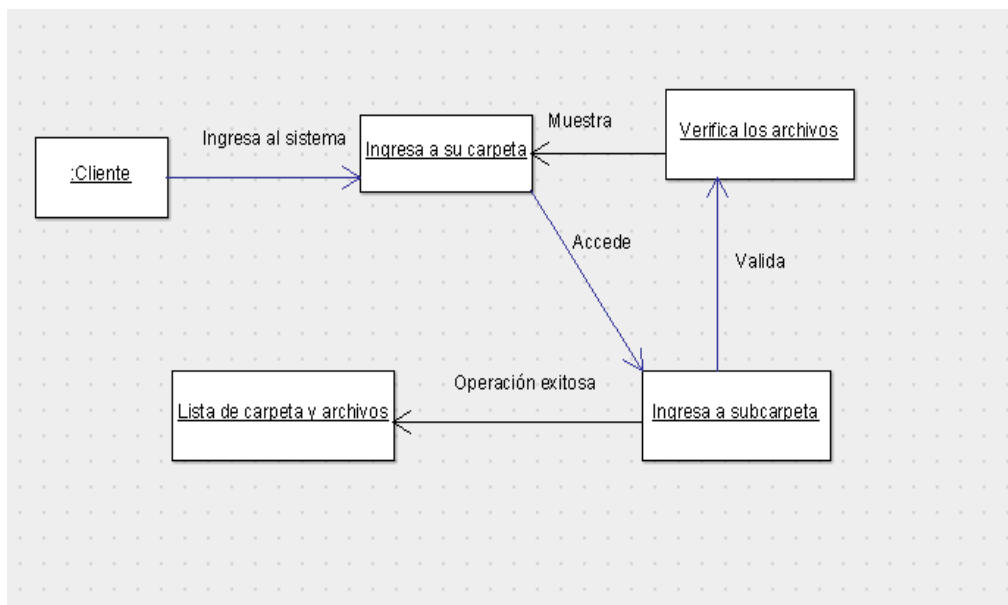 Ingresa al sistema
:Cliente
Ingresa a su carpeta
Muestra
Verifica los archivos
Accede
Valida
Operación exitosa
Lista de carpeta y archivos
Ingresa a subcarpeta